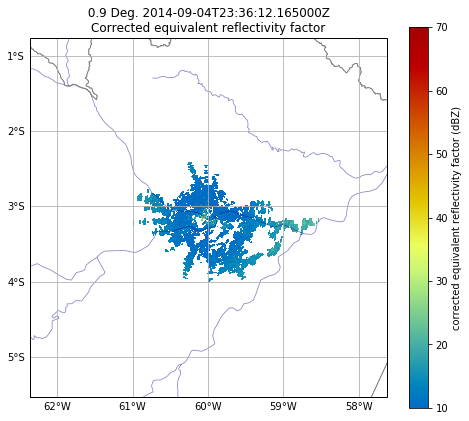 0.9 Deg. 2014-09-04T23:36:12.165000Z
Corrected equivalent reflectivity factor
1°S
2°S
3°S
4°S
5°S
62°W
61°W
60°W
59°W
58°W
70
60
50
40
30
20
10
corrected equivalent reflectivity factor (dBZ)